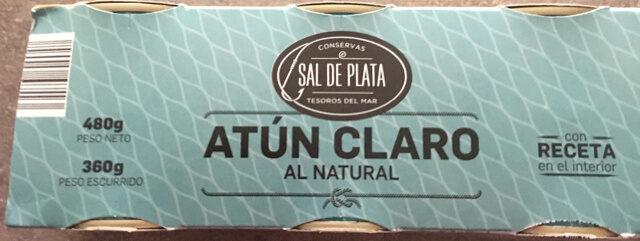 CONSERVAS
SAL DE PLATA
TESOROS DEL MAR
480g
PESO NETO
360g
PESO ESCURRIDO
ATÚN CLARO
AL NATURAL
con
RECETA
en el interior